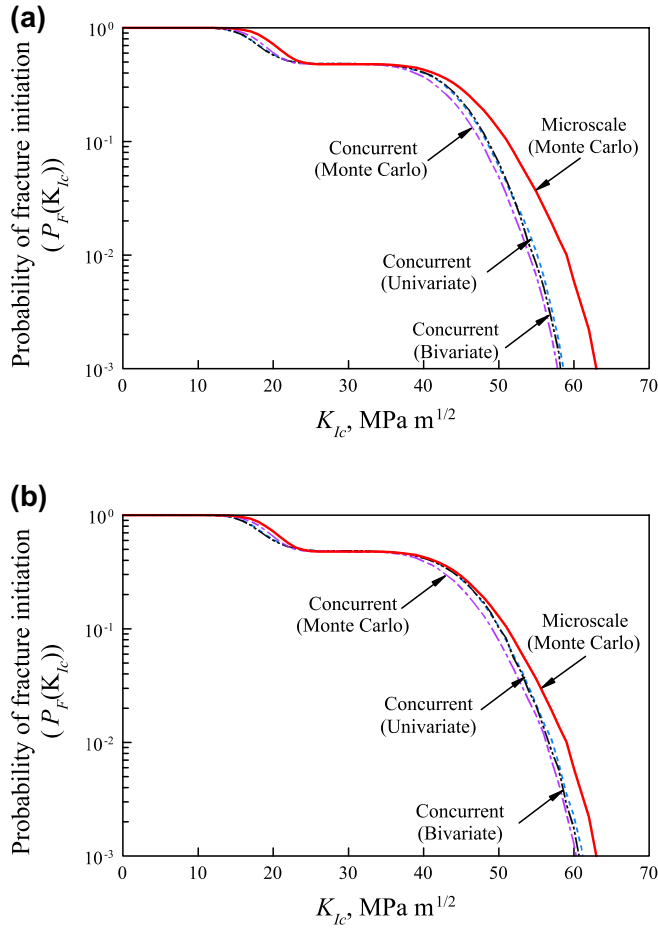 (a)
10^0
10^-1
10^-2
10^-3
Probability of fracture initiation
(P_F(K_Ic))
Concurrent
(Monte Carlo)
Microscale
(Monte Carlo)
Concurrent
(Univariate)
Concurrent
(Bivariate)
0 10 20 30 40 50 60 70
K_Ic, MPa m^1/2
(b)
10^0
10^-1
10^-2
10^-3
Probability of fracture initiation
(P_F(K_Ic))
Concurrent
(Monte Carlo)
Microscale
(Monte Carlo)
Concurrent
(Univariate)
Concurrent
(Bivariate)
0 10 20 30 40 50 60 70
K_Ic, MPa m^1/2